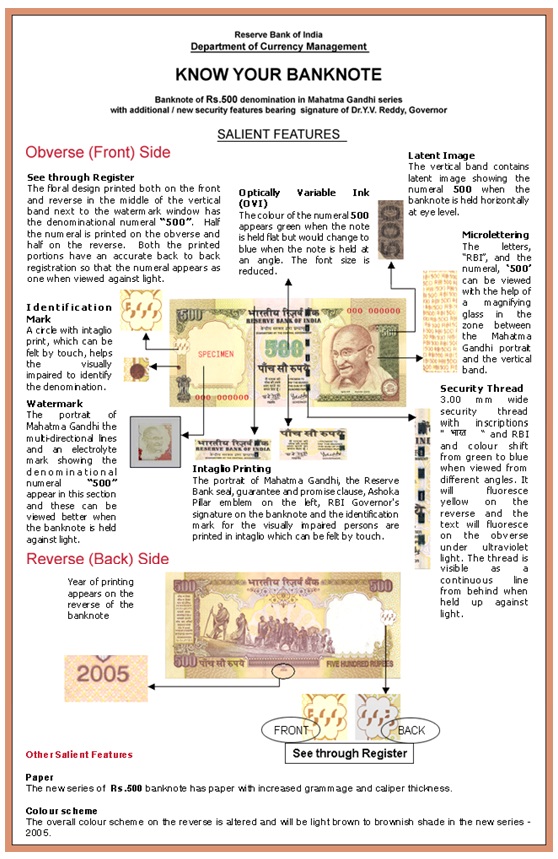 Reserve Bank of India
Department of Currency Management
KNOW YOUR BANKNOTE
Banknote of Rs.500 denomination in Mahatma Gandhi series
with additional / new security features bearing signature of Dr.Y.V. Reddy, Governor
SALIENT FEATURES
Obverse (Front) Side
See through Register
The floral design printed both on the front
and reverse in the middle of the vertical
band next to the watermark window has
the denominational numeral "500". Half
the numeral is printed on the obverse and
half on the reverse. Both the printed
portions have an accurate back to back
registration so that the numeral appears as
one when viewed against light.
Optically Variable Ink
(OVI)
The colour of the numeral 500
appears green when the note
is held flat but would change to
blue when the note is held at
an angle. The font size is
reduced.
Latent Image
The vertical band contains
latent image showing the
numeral 500 when the
banknote is held horizontally
at eye level.
Microlettering
The letters,
"RBI", and the
numeral, '500'
can be viewed
with the help of
a magnifying
glass in the
zone between
the Mahatma
Gandhi portrait
and the vertical
band.
Identification
Mark
A circle with intaglio
print, which can be
felt by touch, helps
the visually
impaired to identify
the denomination.
500
भारतीय रिज़र्व बैंक
RESERVE BANK OF INDIA
000 000000
SPECIMEN
500
पाँच सौ रुपये
500
000 000000
Watermark
The portrait of
Mahatma Gandhi the
multi-directional lines
and an electrolyte
mark showing the
denominational
numeral "500"
appear in this section
and these can be
viewed better when
the banknote is held
against light.
भारतीय रिज़र्व बैंक
RESERVE BANK OF INDIA
पाँच सौ रुपये
Intaglio Printing
The portrait of Mahatma Gandhi, the Reserve
Bank seal, guarantee and promise clause, Ashoka
Pillar emblem on the left, RBI Governor's
signature on the banknote and the identification
mark for the visually impaired persons are
printed in intaglio which can be felt by touch.
Security Thread
3.00 mm wide
security thread
with inscriptions
" भारत " and RBI
and colour shift
from green to blue
when viewed from
different angles. It
will fluoresce
yellow on the
reverse and the
text will fluoresce
on the obverse
under ultraviolet
light. The thread is
visible as a
continuous line
from behind when
held up against
light.
Reverse (Back) Side
Year of printing
appears on the
reverse of the
banknote
500 भारतीय रिज़र्व बैंक 500
500 पाँच सौ रुपये FIVE HUNDRED RUPEES
2005
FRONT
BACK
See through Register
Other Salient Features
Paper
The new series of Rs.500 banknote has paper with increased grammage and caliper thickness.
Colour scheme
The overall colour scheme on the reverse is altered and will be light brown to brownish shade in the new series -
2005.